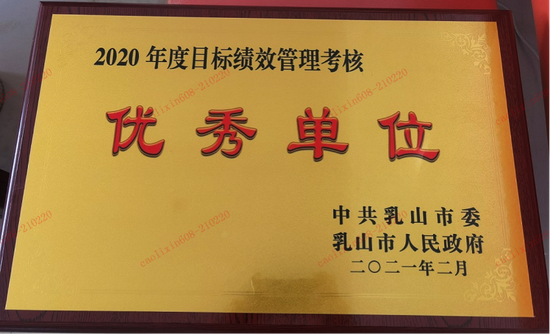 2020年度目标绩效管理考核
优秀单位
中共乳山市委
乳山市人民政府
二〇二一年二月
caolixin608-210220